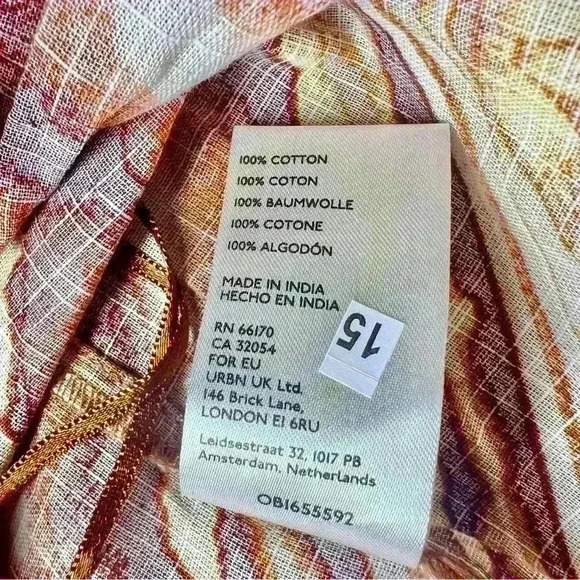 100% COTTON
100% COTON
100% BAUMWOLLE
100% COTONE
100% ALGODÓN
MADE IN INDIA
HECHO EN INDIA
RN 66170
CA 32054
FOR EU
URBN UK Ltd.
146 Brick Lane,
LONDON E1 6RU
Leidsestraat 32, 1017 PB
Amsterdam, Netherlands
OB1655592
15